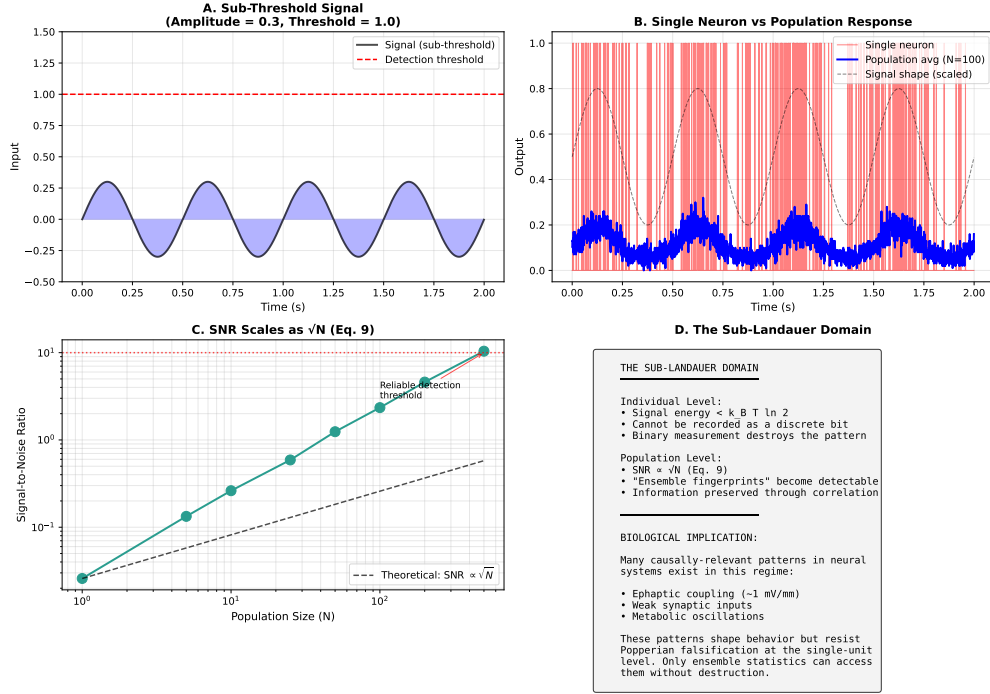 A. Sub-Threshold Signal
(Amplitude = 0.3, Threshold = 1.0)
1.50
1.25
1.00
0.75
0.50
0.25
0.00
−0.25
−0.50
Input
Signal (sub-threshold)
Detection threshold
0.00 0.25 0.50 0.75 1.00 1.25 1.50 1.75 2.00
Time (s)
B. Single Neuron vs Population Response
1.0
0.8
0.6
0.4
0.2
0.0
Output
Single neuron
Population avg (N=100)
Signal shape (scaled)
0.00 0.25 0.50 0.75 1.00 1.25 1.50 1.75 2.00
Time (s)
C. SNR Scales as √N (Eq. 9)
10¹
10⁰
10⁻¹
Signal-to-Noise Ratio
Reliable detection
threshold
Theoretical: SNR ∝ √N
10⁰ 10¹ 10²
Population Size (N)
D. The Sub-Landauer Domain
THE SUB-LANDAUER DOMAIN
Individual Level:
• Signal energy < k_B T ln 2
• Cannot be recorded as a discrete bit
• Binary measurement destroys the pattern
Population Level:
• SNR ∝ √N (Eq. 9)
• "Ensemble fingerprints" become detectable
• Information preserved through correlation
BIOLOGICAL IMPLICATION:
Many causally-relevant patterns in neural
systems exist in this regime:
• Ephaptic coupling (~1 mV/mm)
• Weak synaptic inputs
• Metabolic oscillations
These patterns shape behavior but resist
Popperian falsification at the single-unit
level. Only ensemble statistics can access
them without destruction.